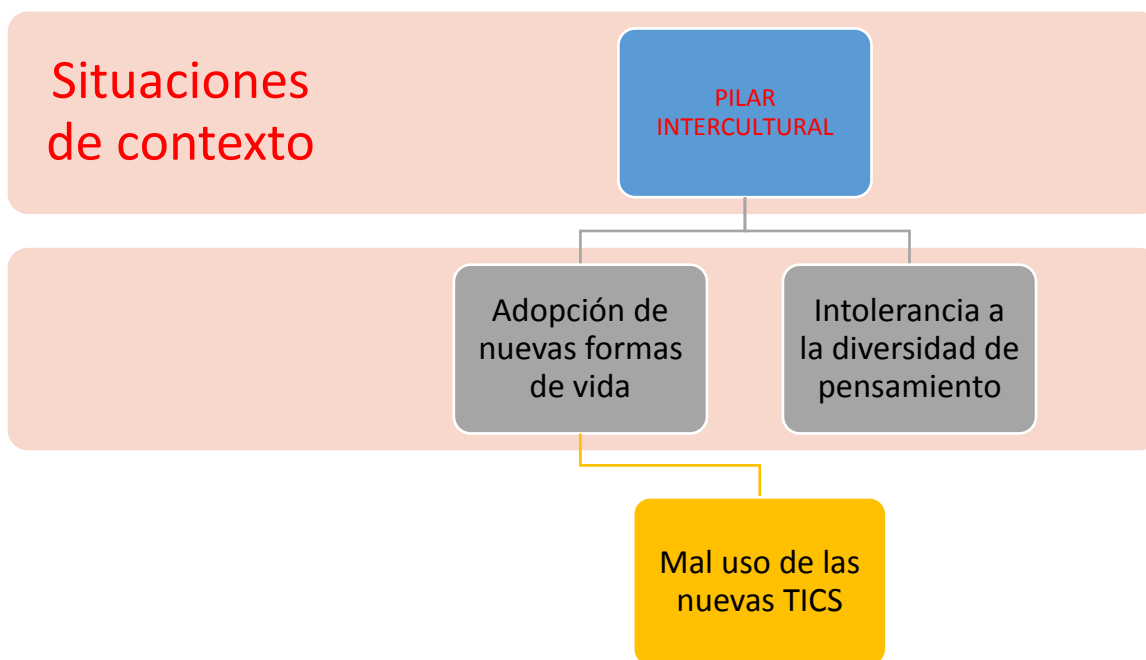 Situaciones
de contexto
PILAR
INTERCULTURAL
Adopción de
nuevas formas
de vida
Intolerancia a
la diversidad de
pensamiento
Mal uso de las
nuevas TICS